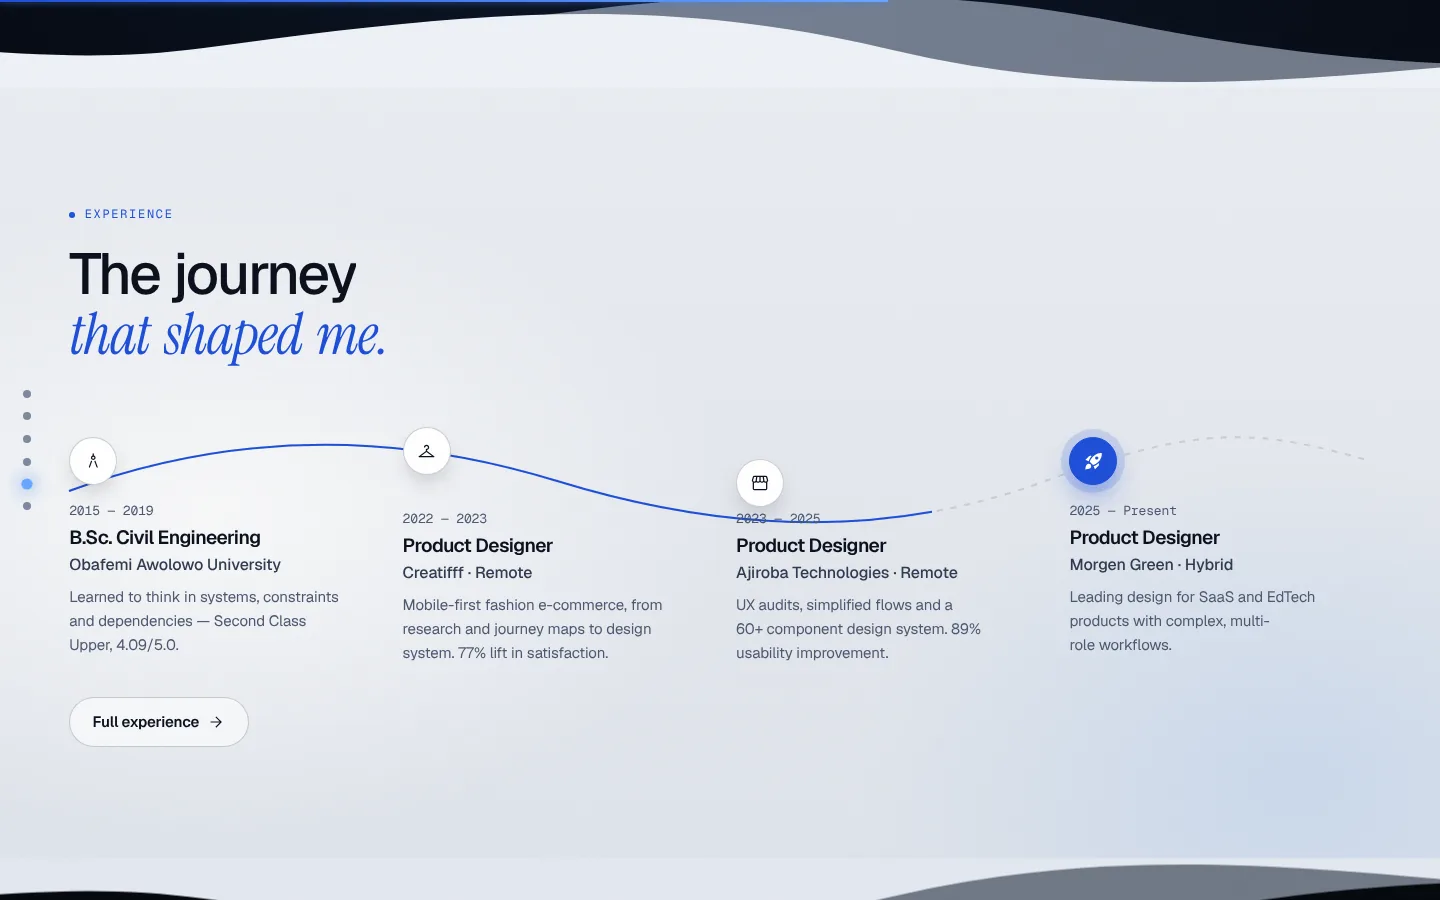 EXPERIENCE
The journey
that shaped me.
2015 — 2019
B.Sc. Civil Engineering
Obafemi Awolowo University
Learned to think in systems, constraints
and dependencies — Second Class
Upper, 4.09/5.0.
2022 — 2023
Product Designer
Creatifff · Remote
Mobile-first fashion e-commerce, from
research and journey maps to design
system. 77% lift in satisfaction.
2023 — 2025
Product Designer
Ajiroba Technologies · Remote
UX audits, simplified flows and a
60+ component design system. 89%
usability improvement.
2025 — Present
Product Designer
Morgen Green · Hybrid
Leading design for SaaS and EdTech
products with complex, multi-
role workflows.
Full experience →